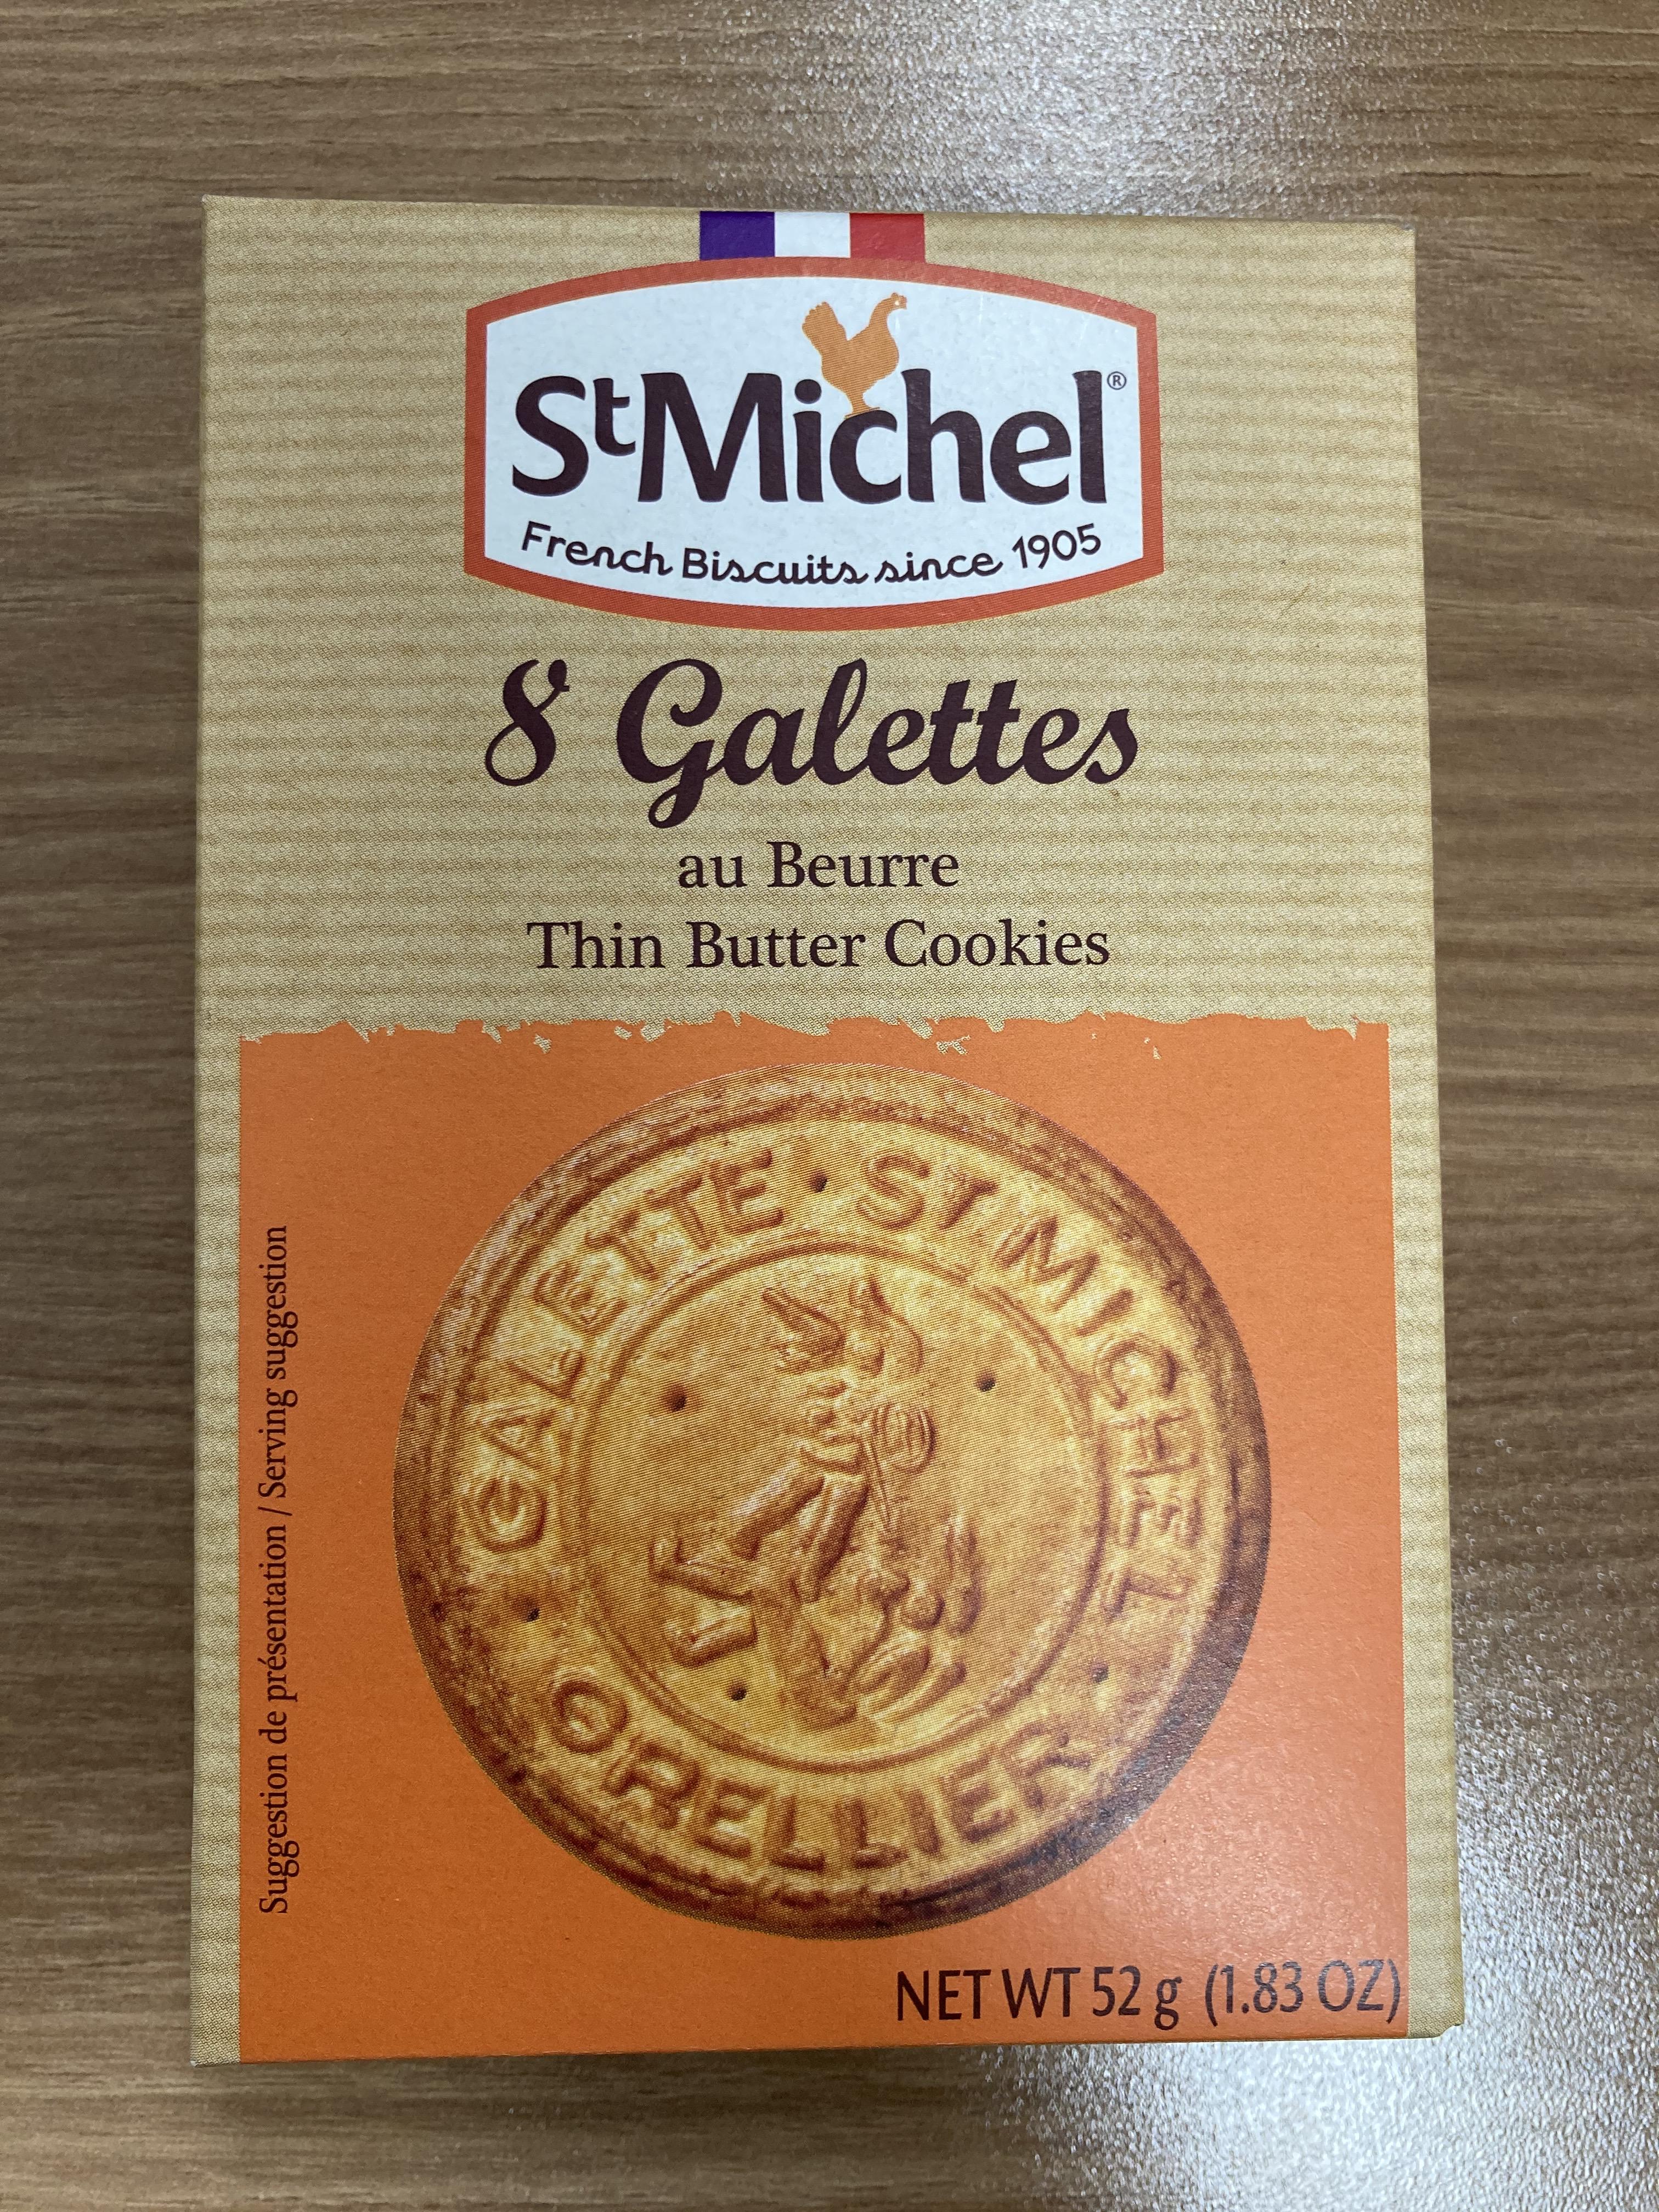 StMichel®
French Biscuits since 1905
8 Galettes
au Beurre
Thin Butter Cookies
GALETTE ST MICHEL
GRELLIER
Suggestion de présentation / Serving suggestion
NET WT 52 g (1.83 OZ)